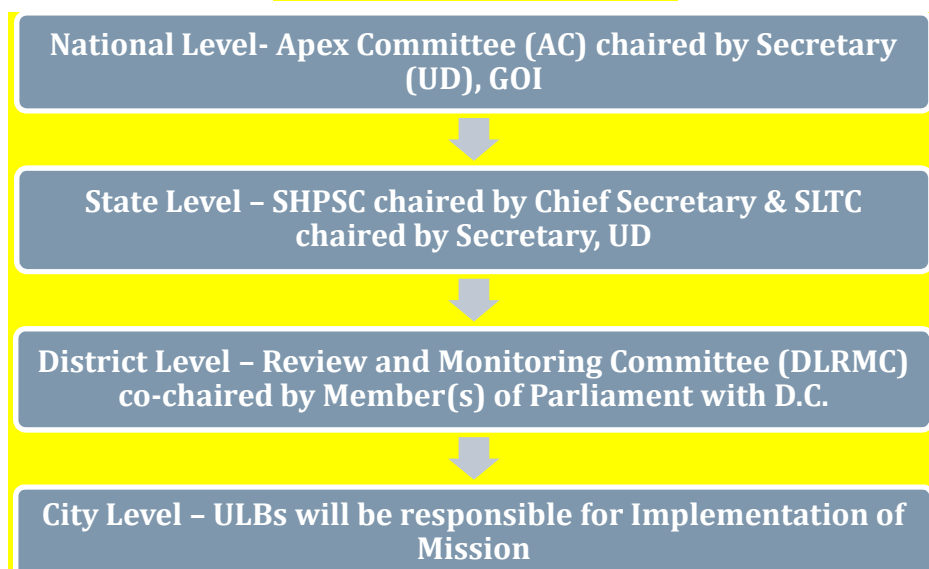 National Level- Apex Committee (AC) chaired by Secretary
(UD), GOI
State Level – SHPSC chaired by Chief Secretary & SLTC
chaired by Secretary, UD
District Level – Review and Monitoring Committee (DLRMC)
co-chaired by Member(s) of Parliament with D.C.
City Level – ULBs will be responsible for Implementation of
Mission